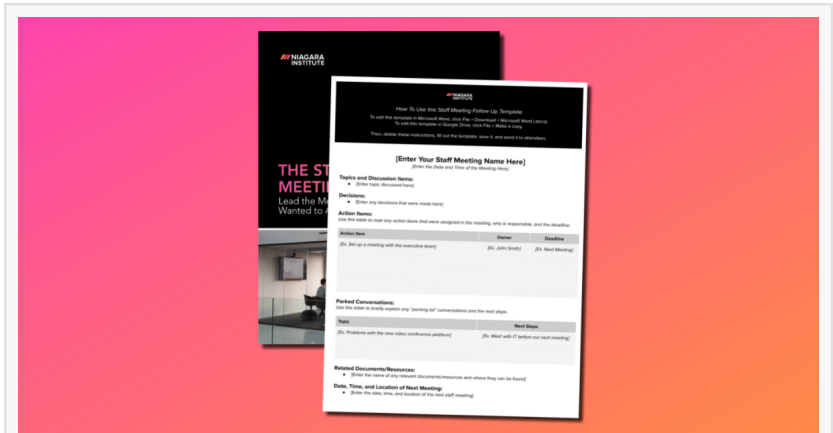 NIAGARA
INSTITUTE
THE ST
MEETI
Lead the Me
Wanted to A
NIAGARA
INSTITUTE
How To Use this Staff Meeting Follow Up Template
To edit this template in Microsoft Word, click File > Download > Microsoft Word (.docx)
To edit this template in Google Drive, click File > Make a copy
Then, delete these instructions, fill out the template, save it, and send it to attendees.
[Enter Your Staff Meeting Name Here]
[Enter the Date and Time of the Meeting Here]
Topics and Discussion Items:
• [Enter topic discussed here]
Decisions:
• [Enter any decisions that were made here]
Action Items:
Use this table to note any action items that were assigned in the meeting, who is responsible, and the deadline.
Action Item Owner Deadline
[Ex. Set up a meeting with the executive team] [Ex. John Smith] [Ex. Next Meeting]
Parked Conversations:
Use this table to briefly explain any "parking lot" conversations and the next steps.
Topic Next Steps
[Ex. Problems with the new video conference platform] [Ex. Meet with IT before our next meeting]
Related Documents/Resources:
• [Enter the name of any relevant documents/resources and where they can be found]
Date, Time, and Location of Next Meeting:
• [Enter the date, time, and location of the next staff meeting]